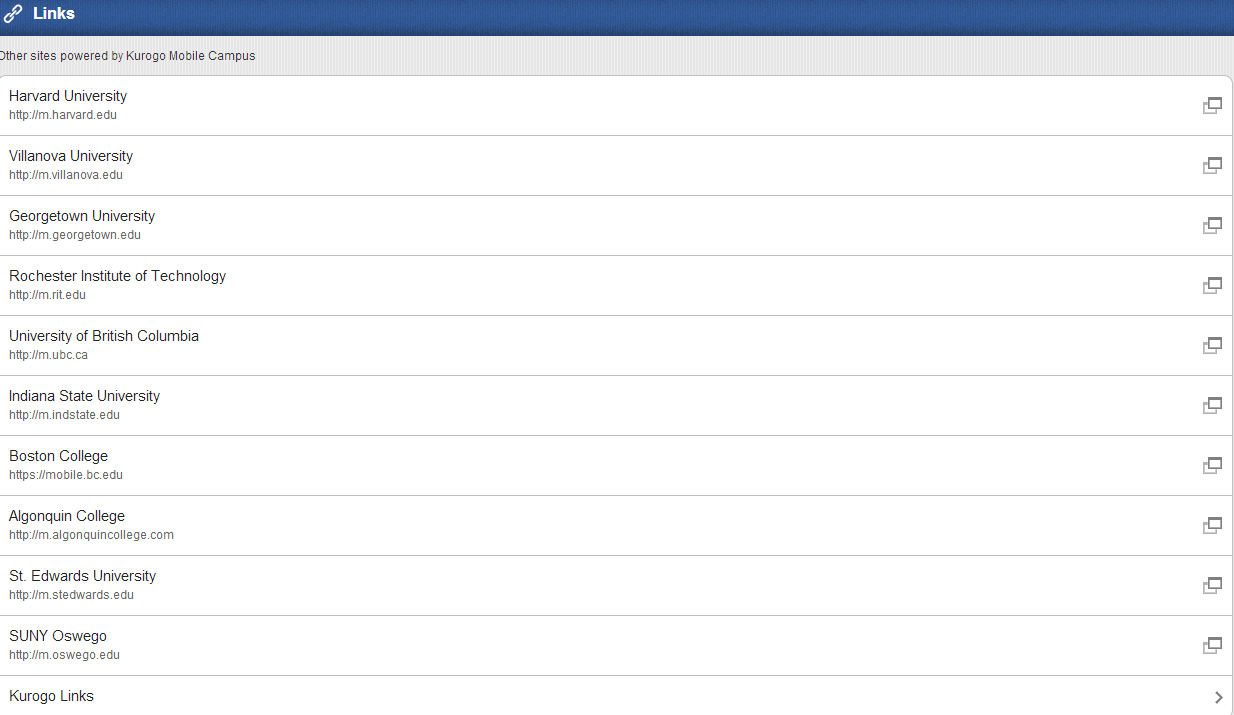 Links
Other sites powered by Kurogo Mobile Campus
Harvard University
http://m.harvard.edu
Villanova University
http://m.villanova.edu
Georgetown University
http://m.georgetown.edu
Rochester Institute of Technology
http://m.rit.edu
University of British Columbia
http://m.ubc.ca
Indiana State University
http://m.indstate.edu
Boston College
https://mobile.bc.edu
Algonquin College
http://m.algonquincollege.com
St. Edwards University
http://m.stedwards.edu
SUNY Oswego
http://m.oswego.edu
Kurogo Links